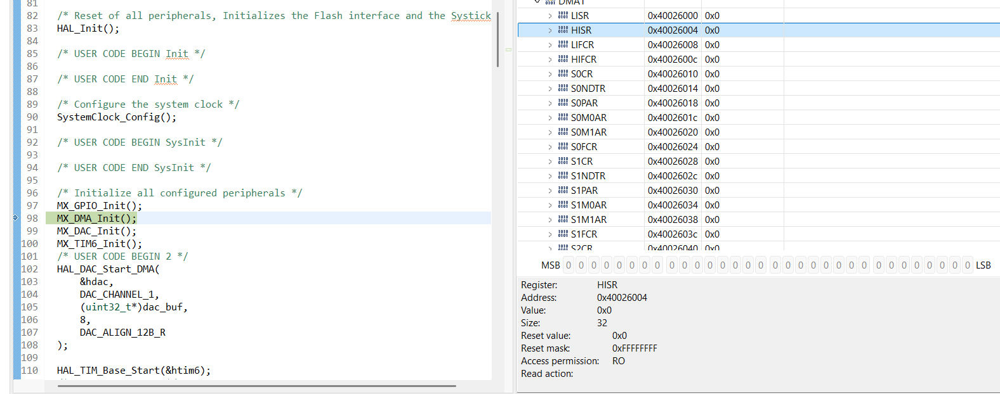 81
82 /* Reset of all peripherals, Initializes the Flash interface and the Systick
83 HAL_Init();
84
85 /* USER CODE BEGIN Init */
86
87 /* USER CODE END Init */
88
89 /* Configure the system clock */
90 SystemClock_Config();
91
92 /* USER CODE BEGIN SysInit */
93
94 /* USER CODE END SysInit */
95
96 /* Initialize all configured peripherals */
97 MX_GPIO_Init();
98 MX_DMA_Init();
99 MX_DAC_Init();
100 MX_TIM6_Init();
101 /* USER CODE BEGIN 2 */
102 HAL_DAC_Start_DMA(
103 &hdac,
104 DAC_CHANNEL_1,
105 (uint32_t*)dac_buf,
106 8,
107 DAC_ALIGN_12B_R
108 );
109
110 HAL_TIM_Base_Start(&htim6);
DMA1
LISR 0x40026000 0x0
HISR 0x40026004 0x0
LIFCR 0x40026008 0x0
HIFCR 0x4002600c 0x0
S0CR 0x40026010 0x0
S0NDTR 0x40026014 0x0
S0PAR 0x40026018 0x0
S0M0AR 0x4002601c 0x0
S0M1AR 0x40026020 0x0
S0FCR 0x40026024 0x0
S1CR 0x40026028 0x0
S1NDTR 0x4002602c 0x0
S1PAR 0x40026030 0x0
S1M0AR 0x40026034 0x0
S1M1AR 0x40026038 0x0
S1FCR 0x4002603c 0x0
S2CR 0x40026040 0x0
MSB 0 0 0 0 0 0 0 0 0 0 0 0 0 0 0 0 0 0 0 0 0 0 0 0 0 0 0 0 0 0 0 0 LSB
Register: HISR
Address: 0x40026004
Value: 0x0
Size: 32
Reset value: 0x0
Reset mask: 0xFFFFFFFF
Access permission: RO
Read action: